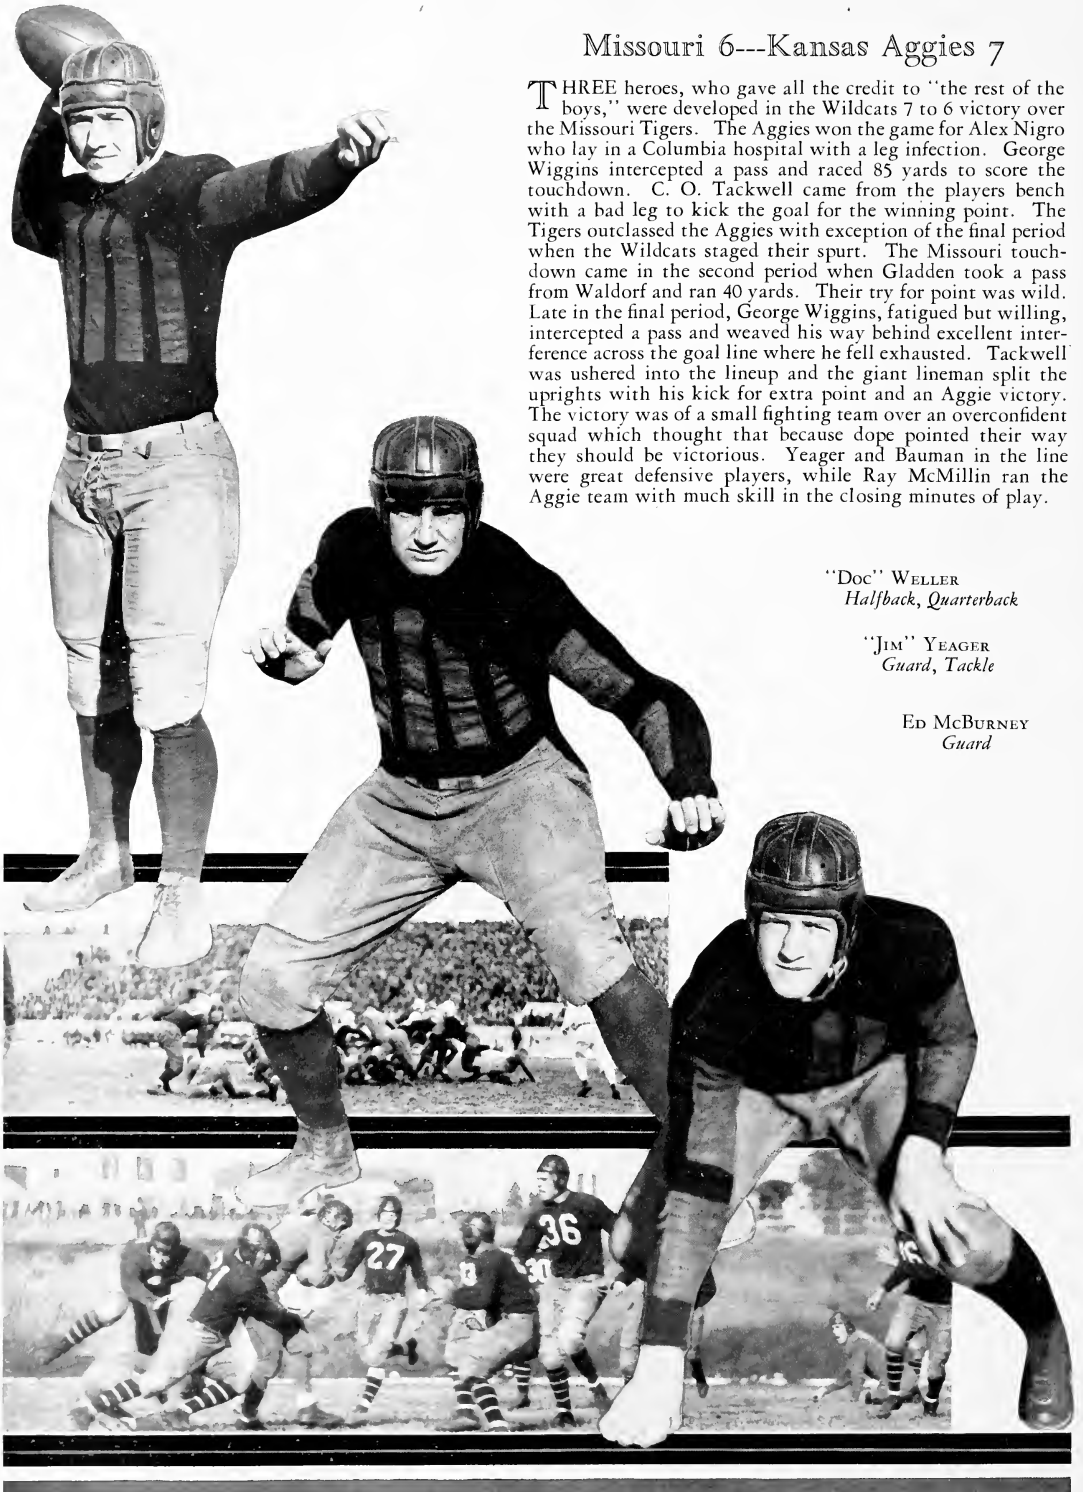 Missouri 6---Kansas Aggies 7
THREE heroes, who gave all the credit to "the rest of the
boys," were developed in the Wildcats 7 to 6 victory over
the Missouri Tigers. The Aggies won the game for Alex Nigro
who lay in a Columbia hospital with a leg infection. George
Wiggins intercepted a pass and raced 85 yards to score the
touchdown. C. O. Tackwell came from the players bench
with a bad leg to kick the goal for the winning point. The
Tigers outclassed the Aggies with exception of the final period
when the Wildcats staged their spurt. The Missouri touch-
down came in the second period when Gladden took a pass
from Waldorf and ran 40 yards. Their try for point was wild.
Late in the final period, George Wiggins, fatigued but willing,
intercepted a pass and weaved his way behind excellent inter-
ference across the goal line where he fell exhausted. Tackwell
was ushered into the lineup and the giant lineman split the
uprights with his kick for extra point and an Aggie victory.
The victory was of a small fighting team over an overconfident
squad which thought that because dope pointed their way
they should be victorious. Yeager and Bauman in the line
were great defensive players, while Ray McMillin ran the
Aggie team with much skill in the closing minutes of play.
"Doc" Weller
Halfback, Quarterback
"Jim" Yeager
Guard, Tackle
Ed McBurney
Guard
27
36
13
30